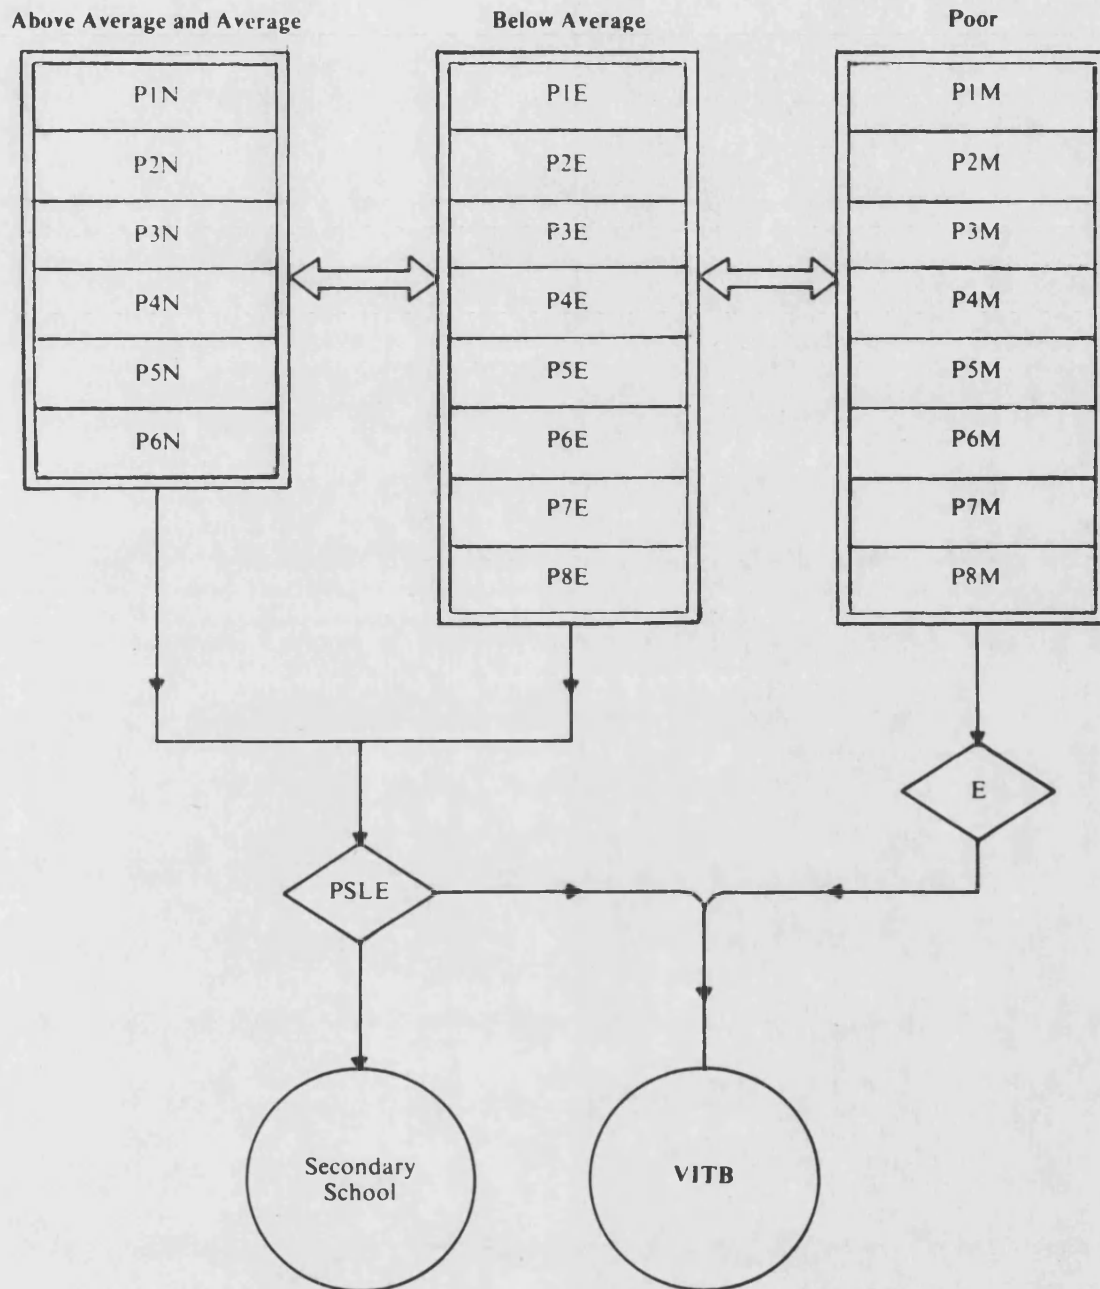 Above Average and Average
Below Average
Poor
P1N
P2N
P3N
P4N
P5N
P6N
P1E
P2E
P3E
P4E
P5E
P6E
P7E
P8E
P1M
P2M
P3M
P4M
P5M
P6M
P7M
P8M
E
PSLE
Secondary
School
VITB